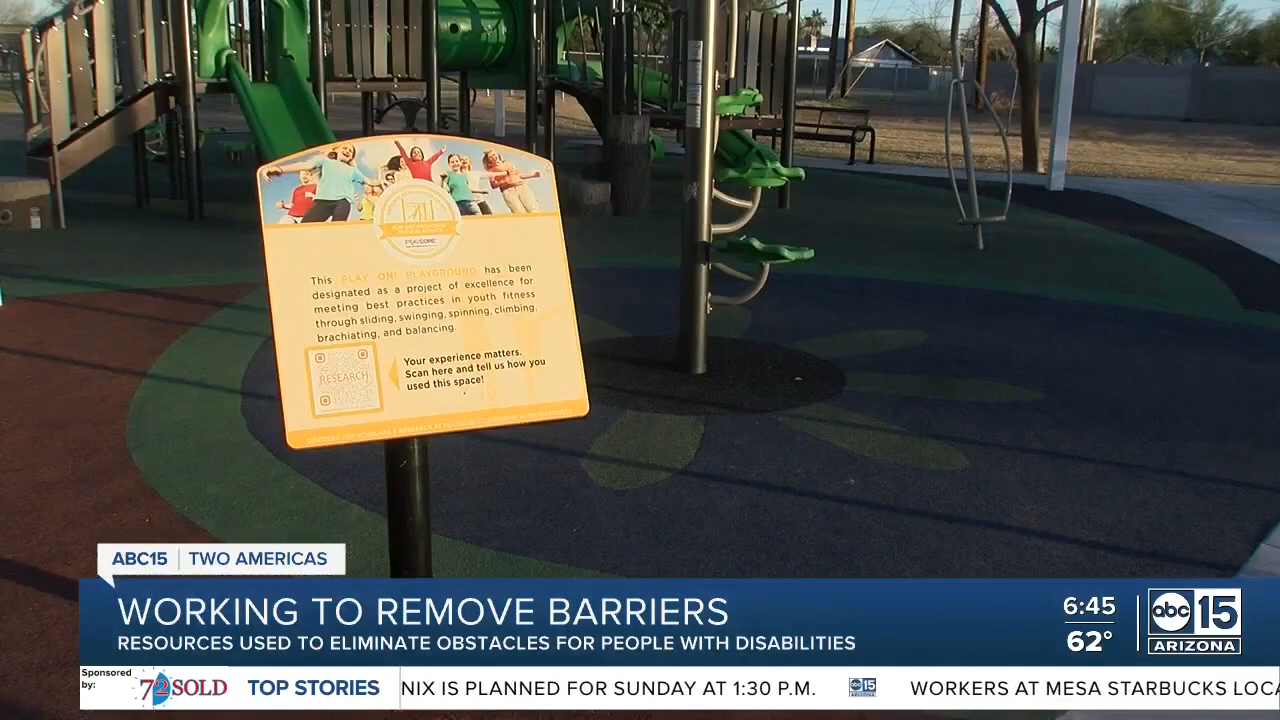 PLAYCORE
This PLAY ON! PLAYGROUND has been
designated as a project of excellence for
meeting best practices in youth fitness
through sliding, swinging, spinning, climbing,
brachiating, and balancing.
RESEARCH
Your experience matters.
Scan here and tell us how you
used this space!
ABC15 | TWO AMERICAS
WORKING TO REMOVE BARRIERS
RESOURCES USED TO ELIMINATE OBSTACLES FOR PEOPLE WITH DISABILITIES
6:45
62°
abc 15
ARIZONA
Sponsored
by:
72SOLD
TOP STORIES
NIX IS PLANNED FOR SUNDAY AT 1:30 P.M.
abc 15
ARIZONA
WORKERS AT MESA STARBUCKS LOCA